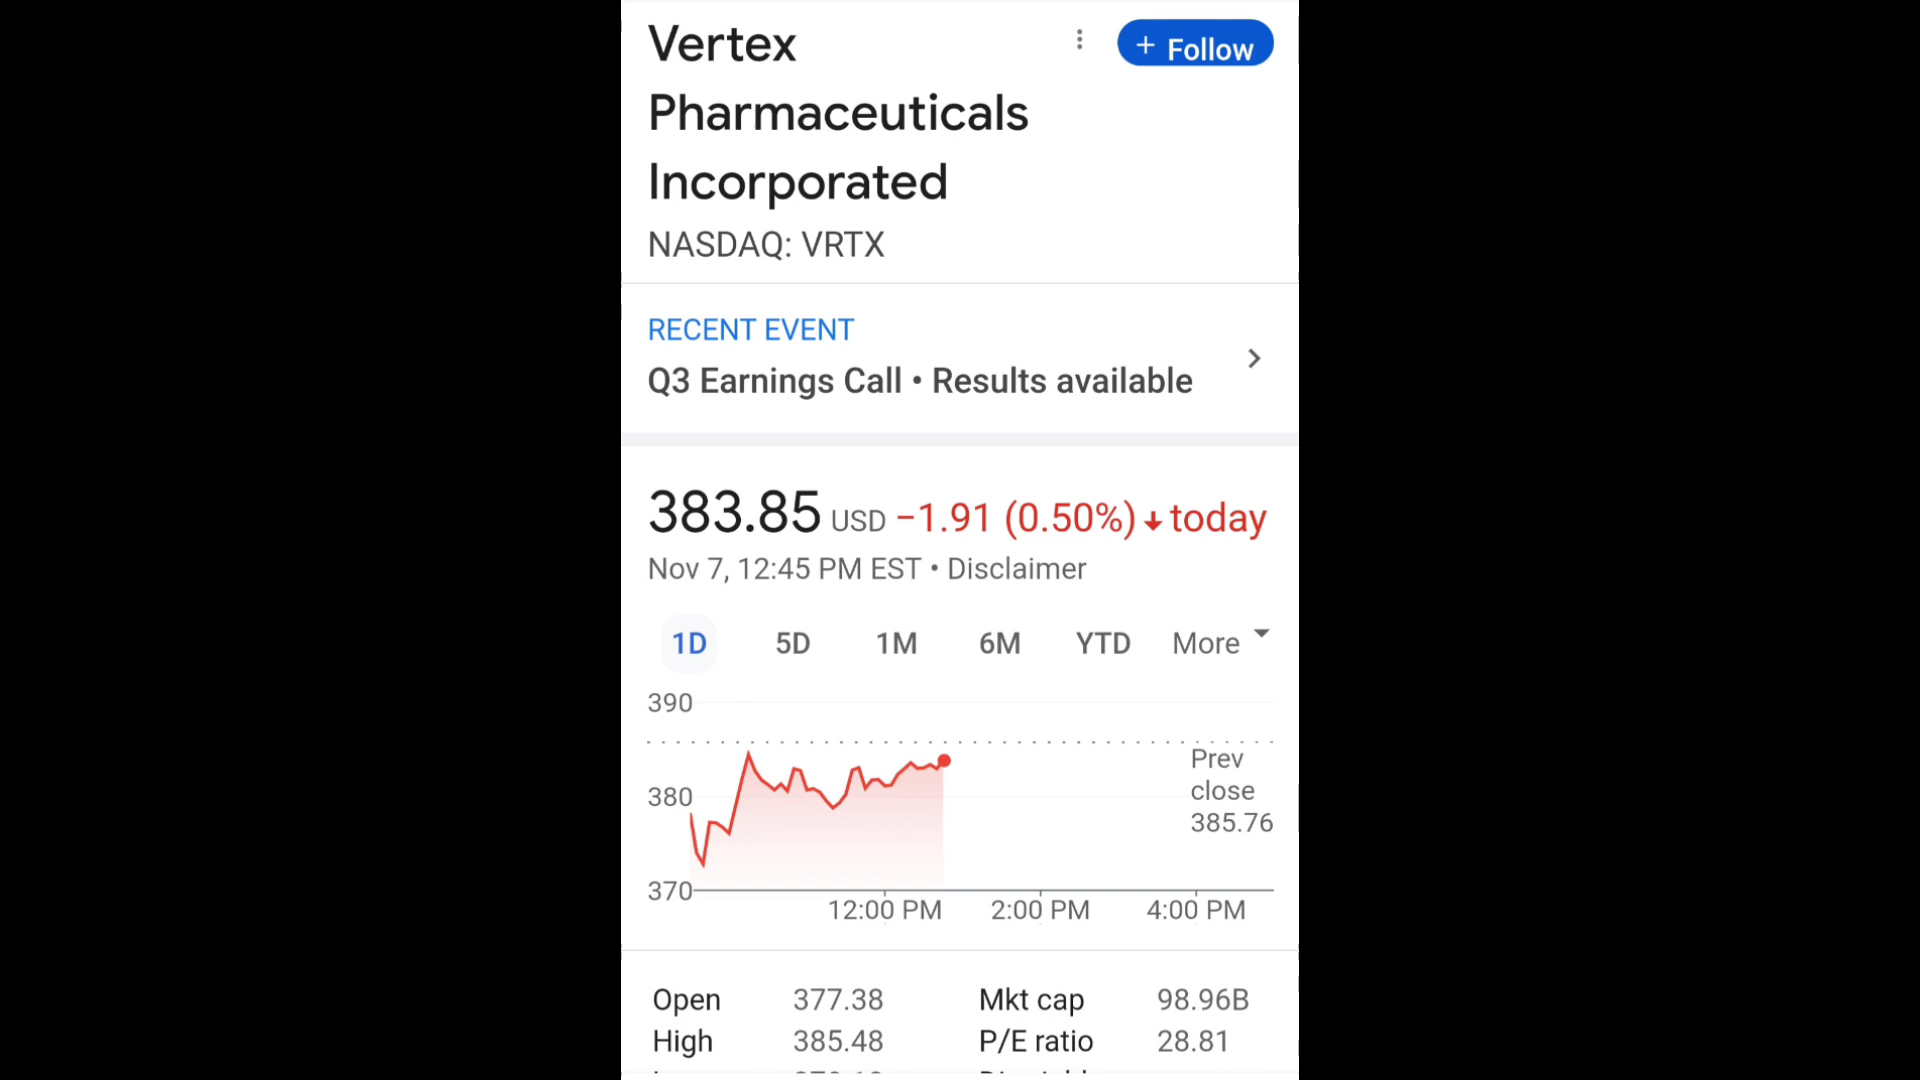 Vertex
+ Follow
Pharmaceuticals
Incorporated
NASDAQ: VRTX
RECENT EVENT
Q3 Earnings Call • Results available
383.85 USD −1.91 (0.50%) ↓ today
Nov 7, 12:45 PM EST • Disclaimer
1D 5D 1M 6M YTD More
390
Prev
close
385.76
380
370
12:00 PM 2:00 PM 4:00 PM
Open 377.38 Mkt cap 98.96B
High 385.48 P/E ratio 28.81